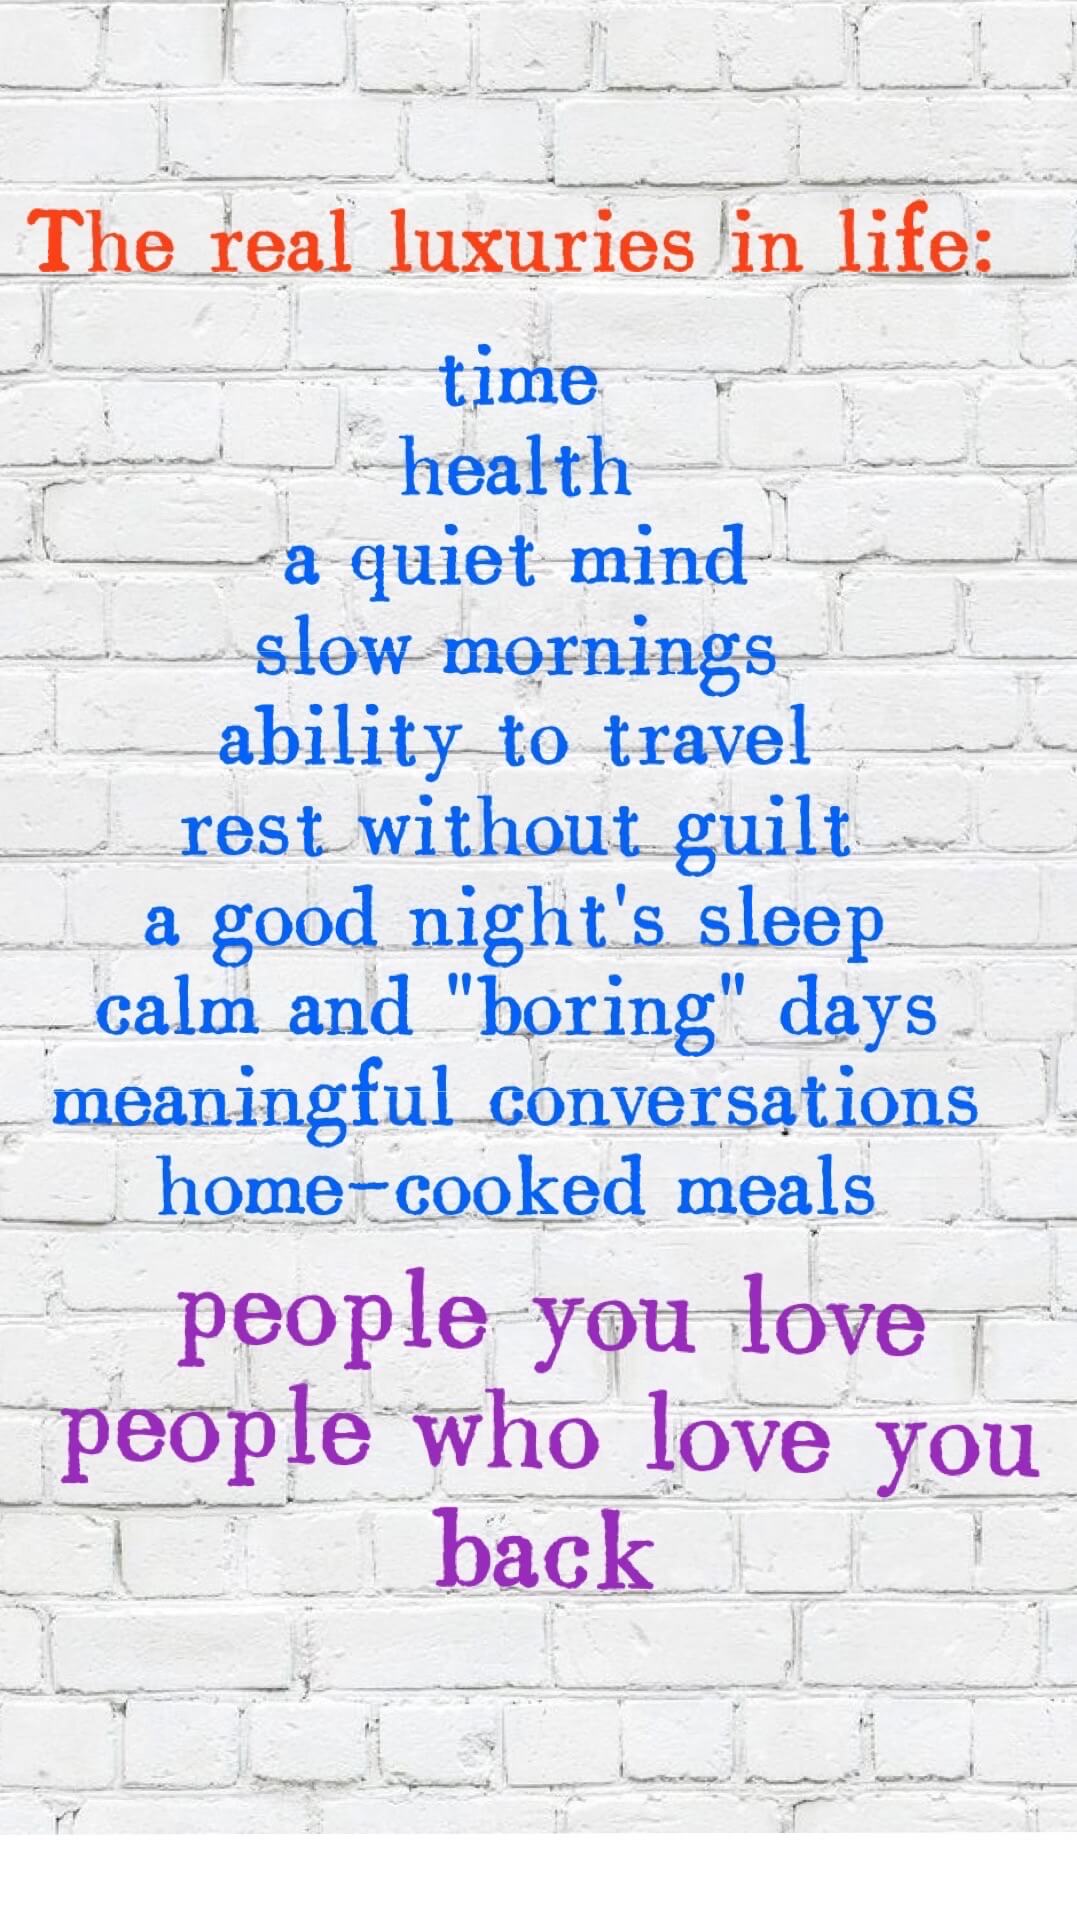 The real luxuries in life:
time
health
a quiet mind
slow mornings
ability to travel
rest without guilt
a good night's sleep
calm and "boring" days
meaningful conversations
home-cooked meals
people you love
people who love you
back